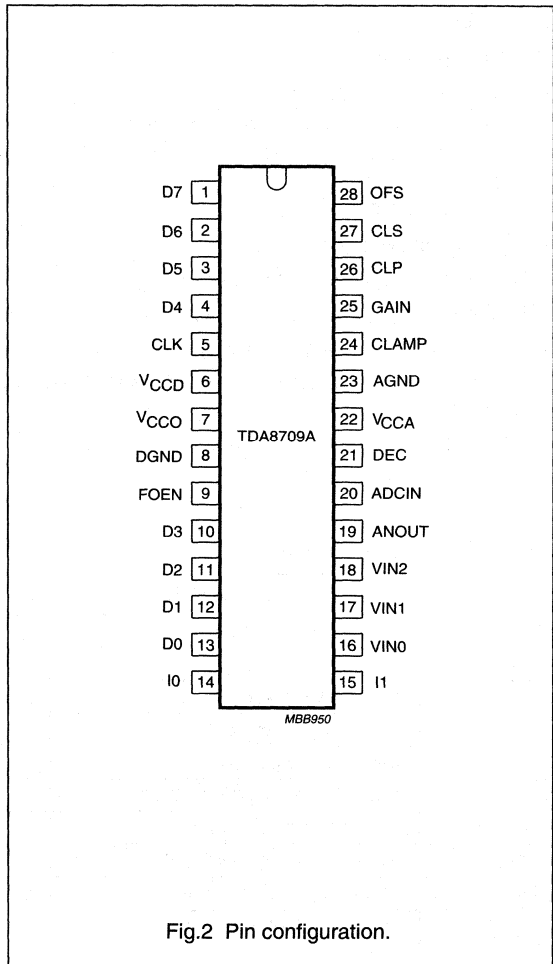 D7 1 28 OFS
D6 2 27 CLS
D5 3 26 CLP
D4 4 25 GAIN
CLK 5 24 CLAMP
VCCD 6 23 AGND
VCCO 7 22 VCCA
TDA8709A
DGND 8 21 DEC
FOEN 9 20 ADCIN
D3 10 19 ANOUT
D2 11 18 VIN2
D1 12 17 VIN1
D0 13 16 VIN0
I0 14 15 I1
MBB950
Fig.2 Pin configuration.